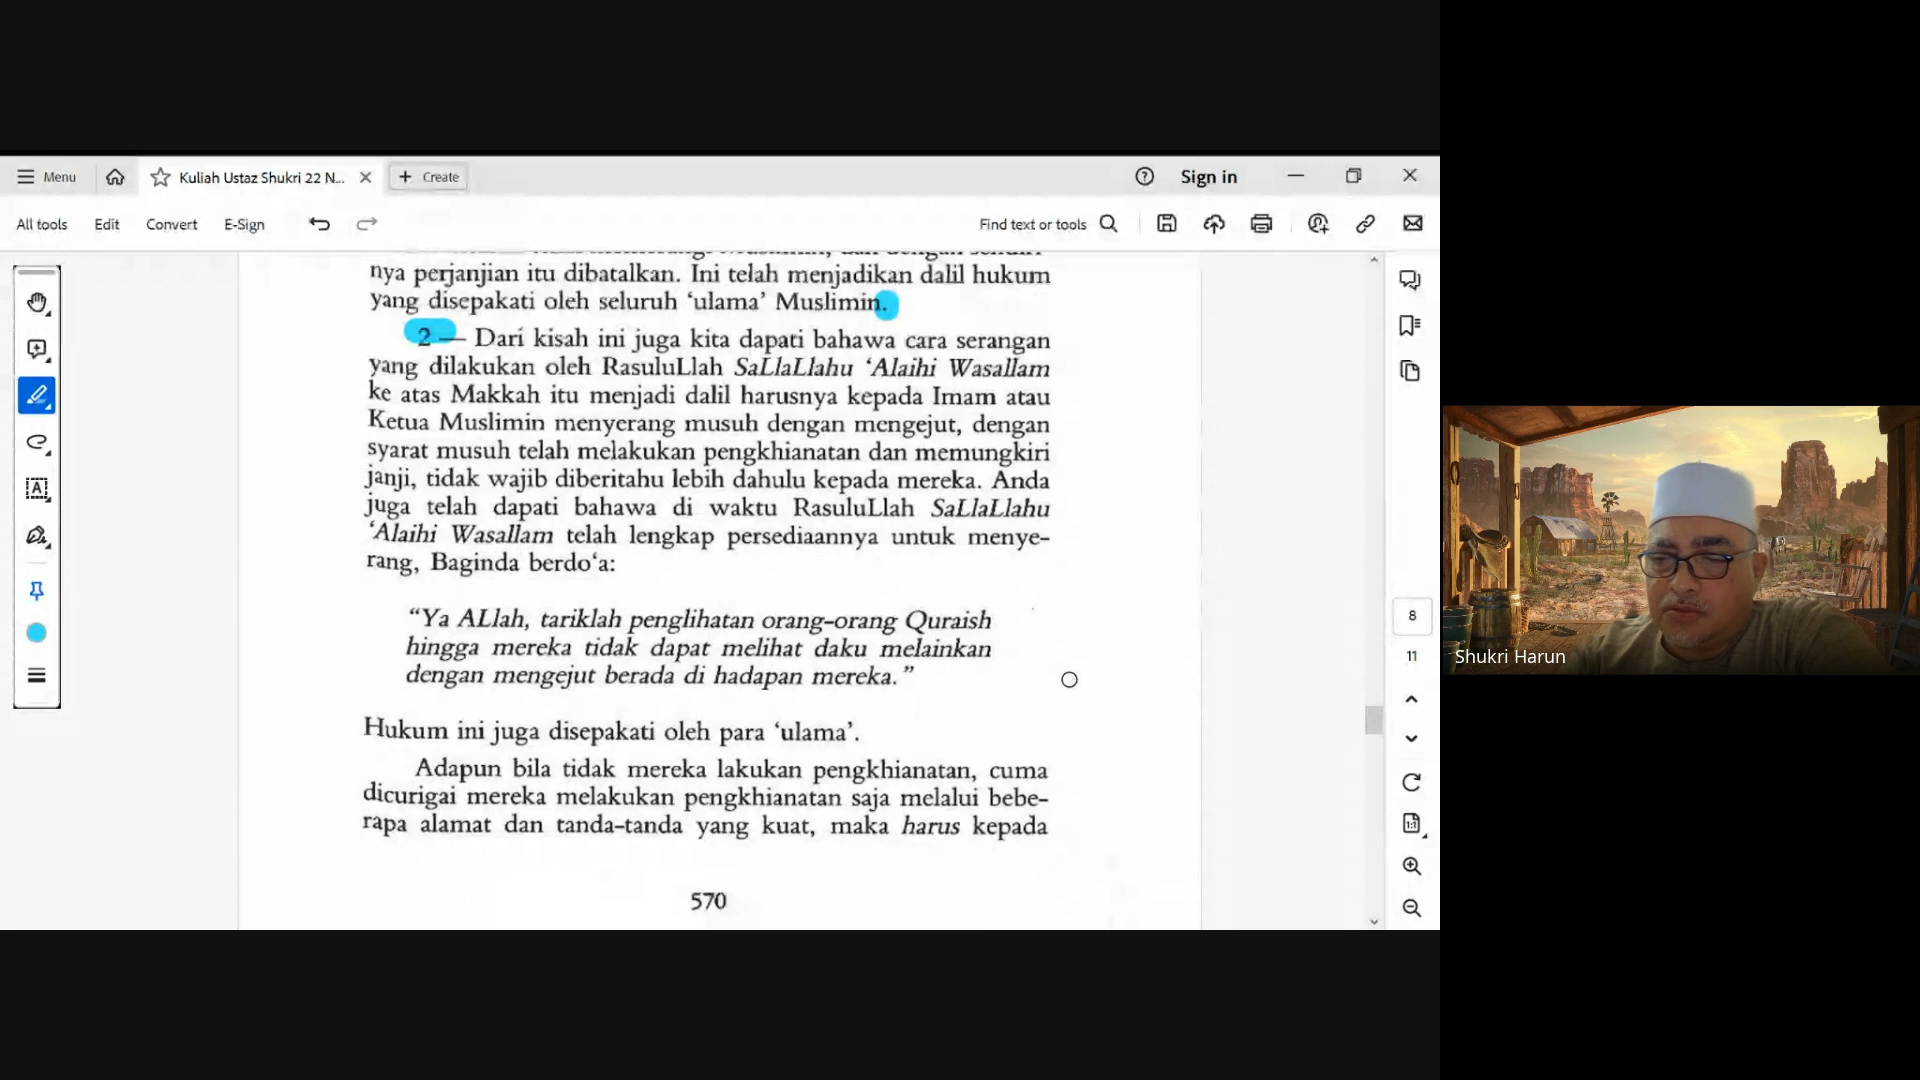 Menu
Kuliah Ustaz Shukri 22 N...
Create
Sign in
All tools
Edit
Convert
E-Sign
Find text or tools
nya perjanjian itu dibatalkan. Ini telah menjadikan dalil hukum
yang disepakati oleh seluruh ‘ulama’ Muslimin.
2 — Dari kisah ini juga kita dapati bahawa cara serangan
yang dilakukan oleh RasuluLlah SaLlaLlahu ‘Alaihi Wasallam
ke atas Makkah itu menjadi dalil harusnya kepada Imam atau
Ketua Muslimin menyerang musuh dengan mengejut, dengan
syarat musuh telah melakukan pengkhianatan dan memungkiri
janji, tidak wajib diberitahu lebih dahulu kepada mereka. Anda
juga telah dapati bahawa di waktu RasuluLlah SaLlaLlahu
‘Alaihi Wasallam telah lengkap persediaannya untuk menye-
rang, Baginda berdo‘a:
“Ya ALlah, tariklah penglihatan orang-orang Quraish
hingga mereka tidak dapat melihat daku melainkan
dengan mengejut berada di hadapan mereka.”
Hukum ini juga disepakati oleh para ‘ulama’.
Adapun bila tidak mereka lakukan pengkhianatan, cuma
dicurigai mereka melakukan pengkhianatan saja melalui bebe-
rapa alamat dan tanda-tanda yang kuat, maka harus kepada
570
8
11
Shukri Harun